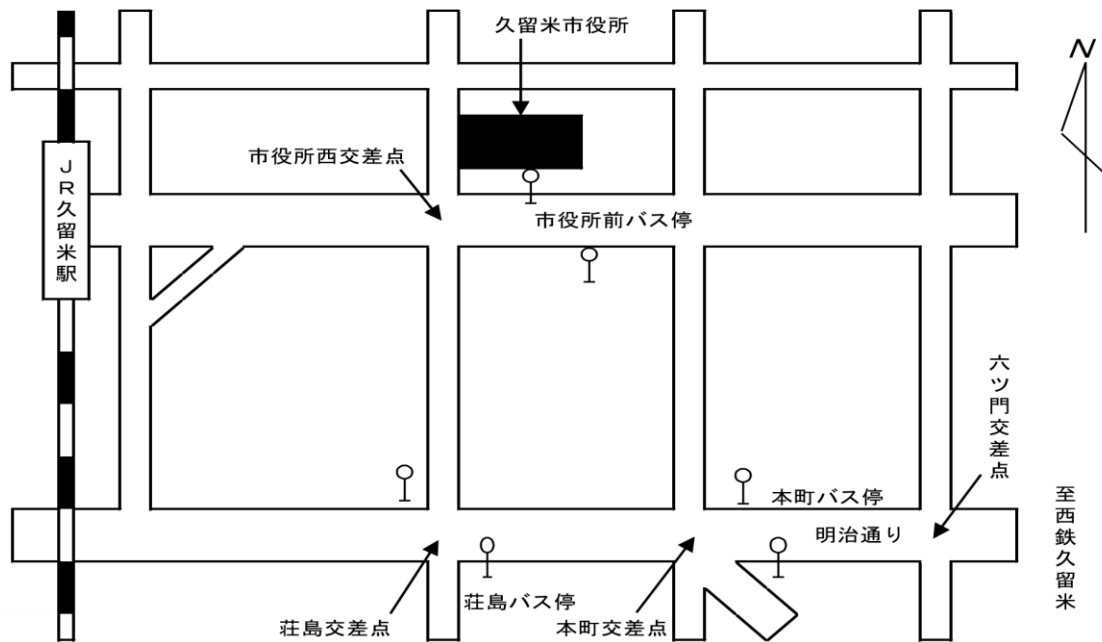 久留米市役所
N
市役所西交差点
JR久留米駅
市役所前バス停
六ツ門交差点
本町バス停
至西鉄久留米
明治通り
荘島バス停
荘島交差点
本町交差点